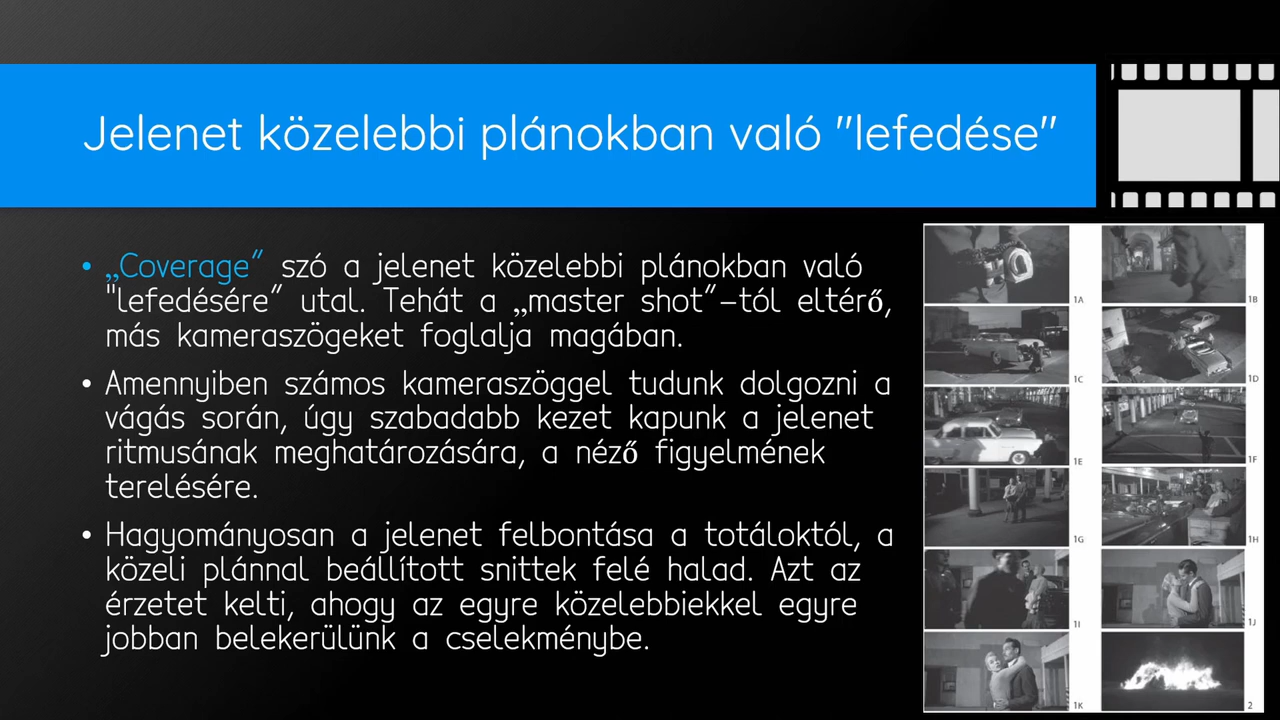 Jelenet közelebbi plánokban való "lefedése"
• „Coverage” szó a jelenet közelebbi plánokban való
"lefedésére” utal. Tehát a „master shot”-tól eltérő,
más kameraszögeket foglalja magában.
• Amennyiben számos kameraszöggel tudunk dolgozni a
vágás során, úgy szabadabb kezet kapunk a jelenet
ritmusának meghatározására, a néző figyelmének
terelésére.
• Hagyományosan a jelenet felbontása a totáloktól, a
közeli plánnal beállított snittek felé halad. Azt az
érzetet kelti, ahogy az egyre közelebbiekkel egyre
jobban belekerülünk a cselekménybe.
1A 1B
1C 1D
1E 1F
1G 1H
1I 1J
1K 2